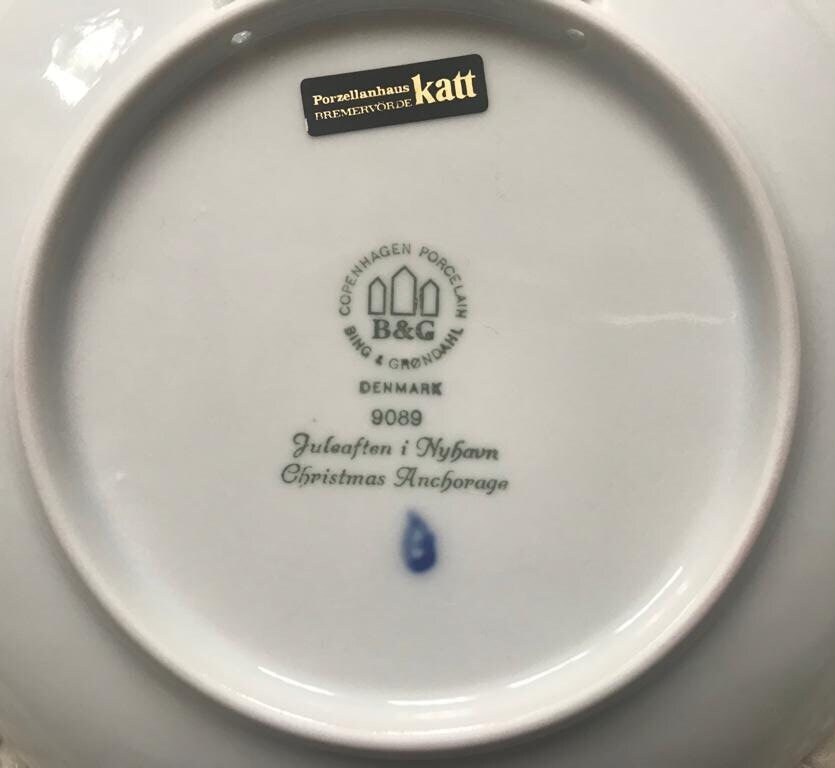 Porzellanhaus katt
BREMERVÖRDE
COPENHAGEN PORCELAIN
B&G
BING & GRØNDAHL
DENMARK
9089
Juleaften i Nyhavn
Christmas Anchorage